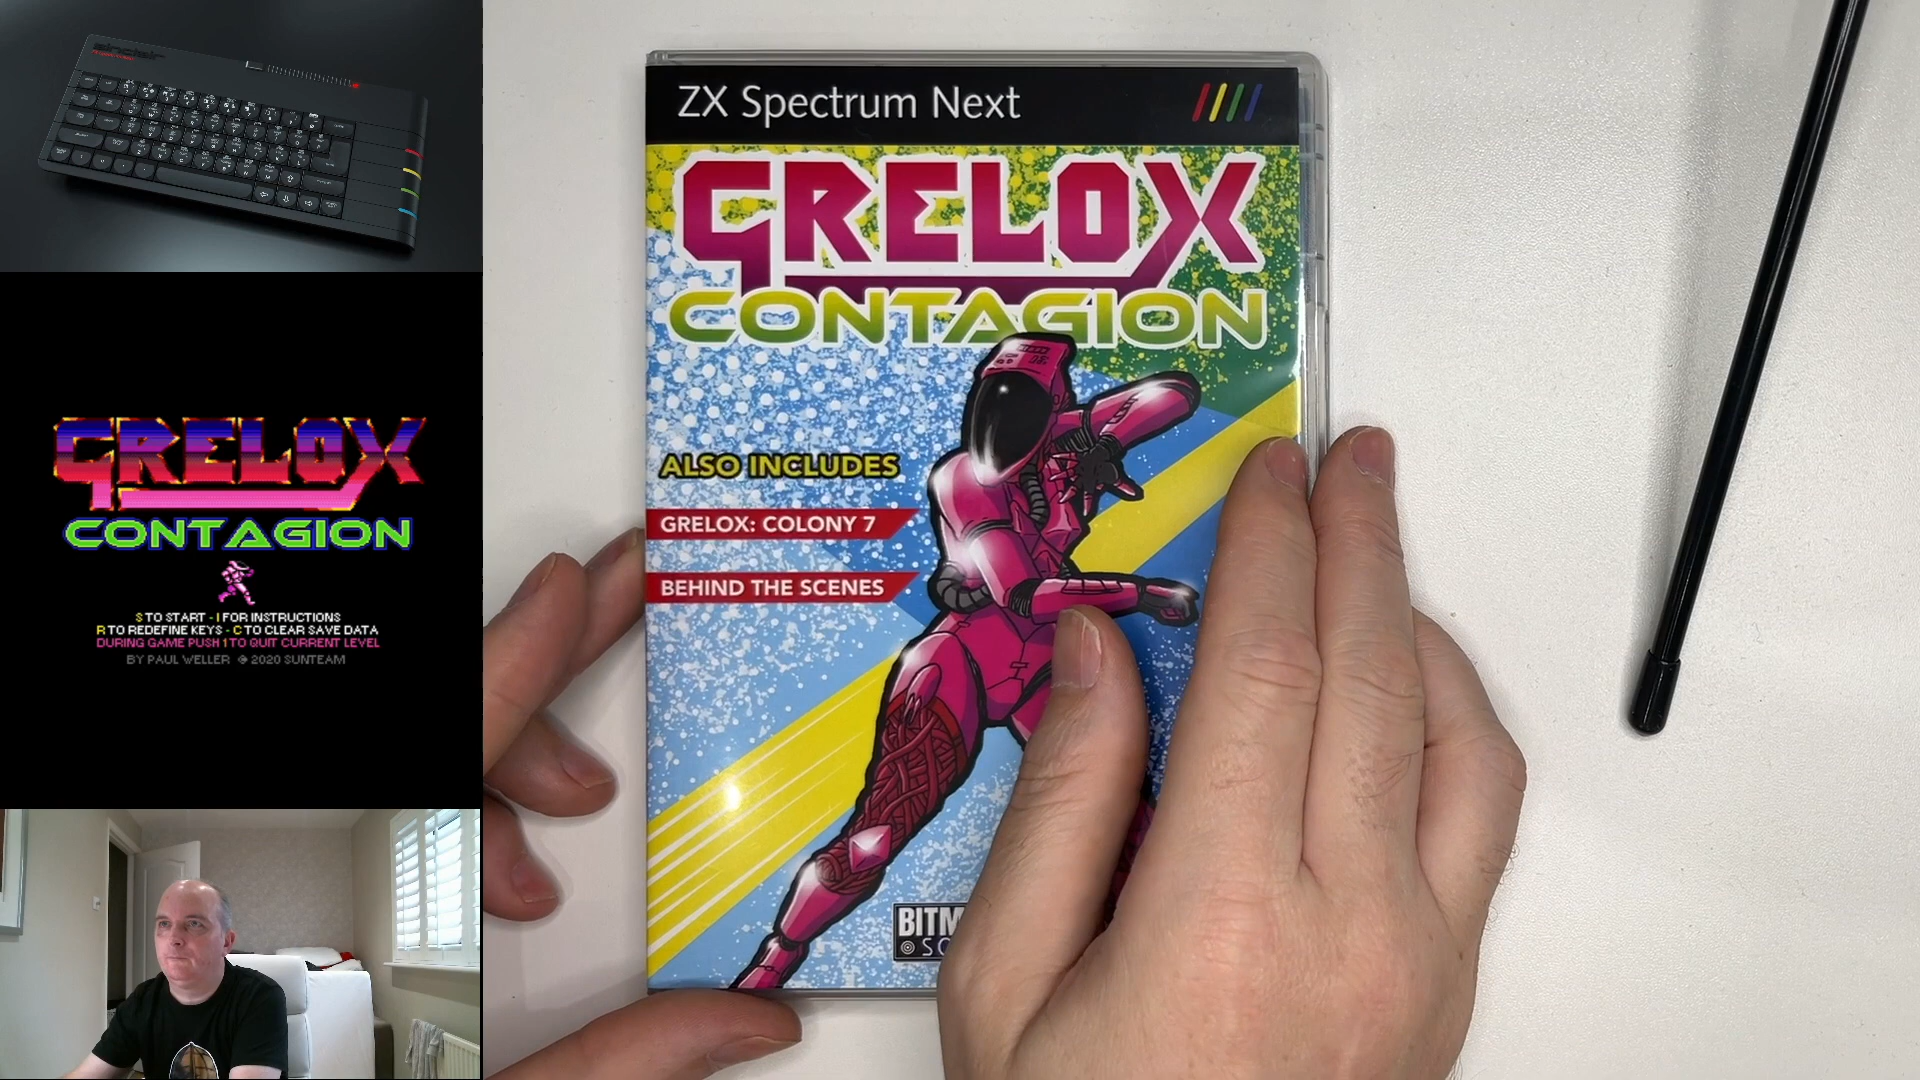 sinclair
GRELOX
CONTAGION
S TO START - I FOR INSTRUCTIONS
R TO REDEFINE KEYS - C TO CLEAR SAVE DATA
DURING GAME PUSH 1 TO QUIT CURRENT LEVEL
BY PAUL WELLER © 2020 SUNTEAM
ZX Spectrum Next
GRELOX
CONTAGION
ALSO INCLUDES
GRELOX: COLONY 7
BEHIND THE SCENES
BITM
SO